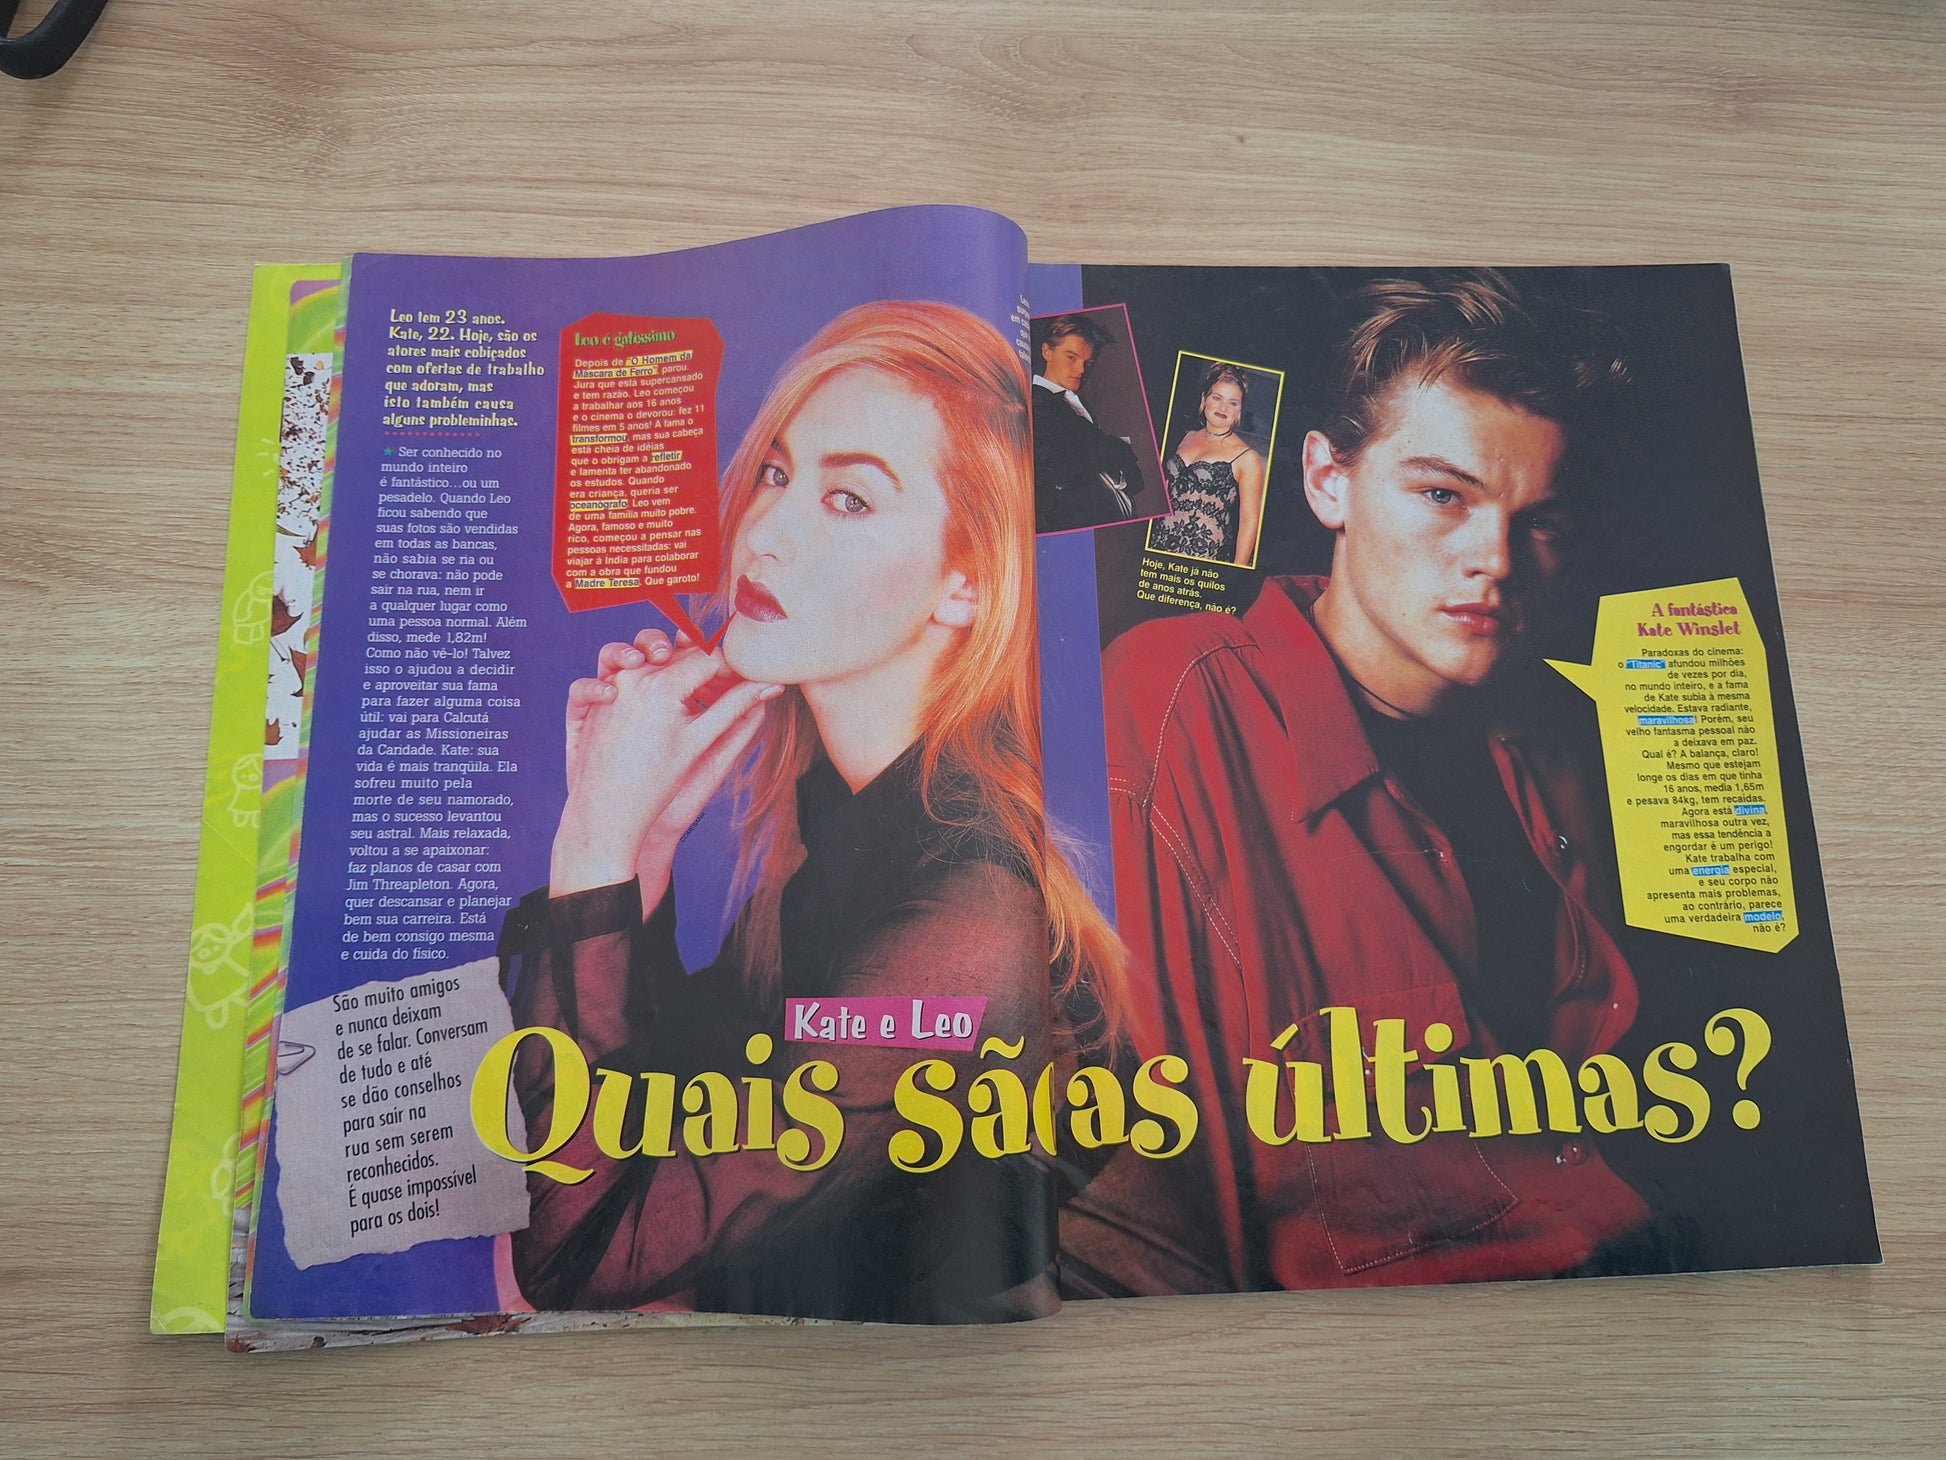 Leo tem 23 anos.
Kate, 22. Hoje, são os
atores mais cobiçados
com ofertas de trabalho
que adoram, mas
isto também causa
alguns probleminhas.
★ Ser conhecido no
mundo inteiro
é fantástico...ou um
pesadelo. Quando Leo
ficou sabendo que
suas fotos são vendidas
em todas as bancas,
não sabia se ria ou
se chorava: não pode
sair na rua, nem ir
a qualquer lugar como
uma pessoa normal. Além
disso, mede 1,82m!
Como não vê-lo! Talvez
isso o ajudou a decidir
e aproveitar sua fama
para fazer alguma coisa
útil: vai para Calcutá
ajudar as Missioneiras
da Caridade. Kate: sua
vida é mais tranqüila. Ela
sofreu muito pela
morte de seu namorado,
mas o sucesso levantou
seu astral. Mais relaxada,
voltou a se apaixonar:
faz planos de casar com
Jim Threapleton. Agora,
quer descansar e planejar
bem sua carreira. Está
de bem consigo mesma
e cuida do físico.
São muito amigos
e nunca deixam
de se falar. Conversam
de tudo e até
se dão conselhos
para sair na
rua sem serem
reconhecidos.
É quase impossível
para os dois!
Leo é gatíssimo
Depois de "O Homem da
Máscara de Ferro", parou.
Jura que está supercansado
e tem razão. Leo começou
a trabalhar aos 16 anos
e o cinema o devorou: fez 11
filmes em 5 anos! A fama o
transformou, mas sua cabeça
está cheia de idéias
que o obrigam a refletir
e lamenta ter abandonado
os estudos. Quando
era criança, queria ser
oceanógrafo. Leo vem
de uma família muito pobre.
Agora, famoso e muito
rico, começou a pensar nas
pessoas necessitadas: vai
viajar à Índia para colaborar
com a obra que fundou
a Madre Teresa. Que garoto!
COMESAÑA
Kate e Leo
Quais são as últimas?
Hoje, Kate já não
tem mais os quilos
de anos atrás.
Que diferença, não é?
A fantástica
Kate Winslet
Paradoxas do cinema:
o "Titanic" afundou milhões
de vezes por dia,
no mundo inteiro, e a fama
de Kate subia à mesma
velocidade. Estava radiante,
maravilhosa! Porém, seu
velho fantasma pessoal não
a deixava em paz.
Qual é? A balança, claro!
Mesmo que estejam
longe os dias em que tinha
16 anos, media 1,65m
e pesava 84kg, tem recaídas.
Agora está divina,
maravilhosa outra vez,
mas essa tendência a
engordar é um perigo!
Kate trabalha com
uma energia especial,
e seu corpo não
apresenta mais problemas,
ao contrário, parece
uma verdadeira modelo,
não é?